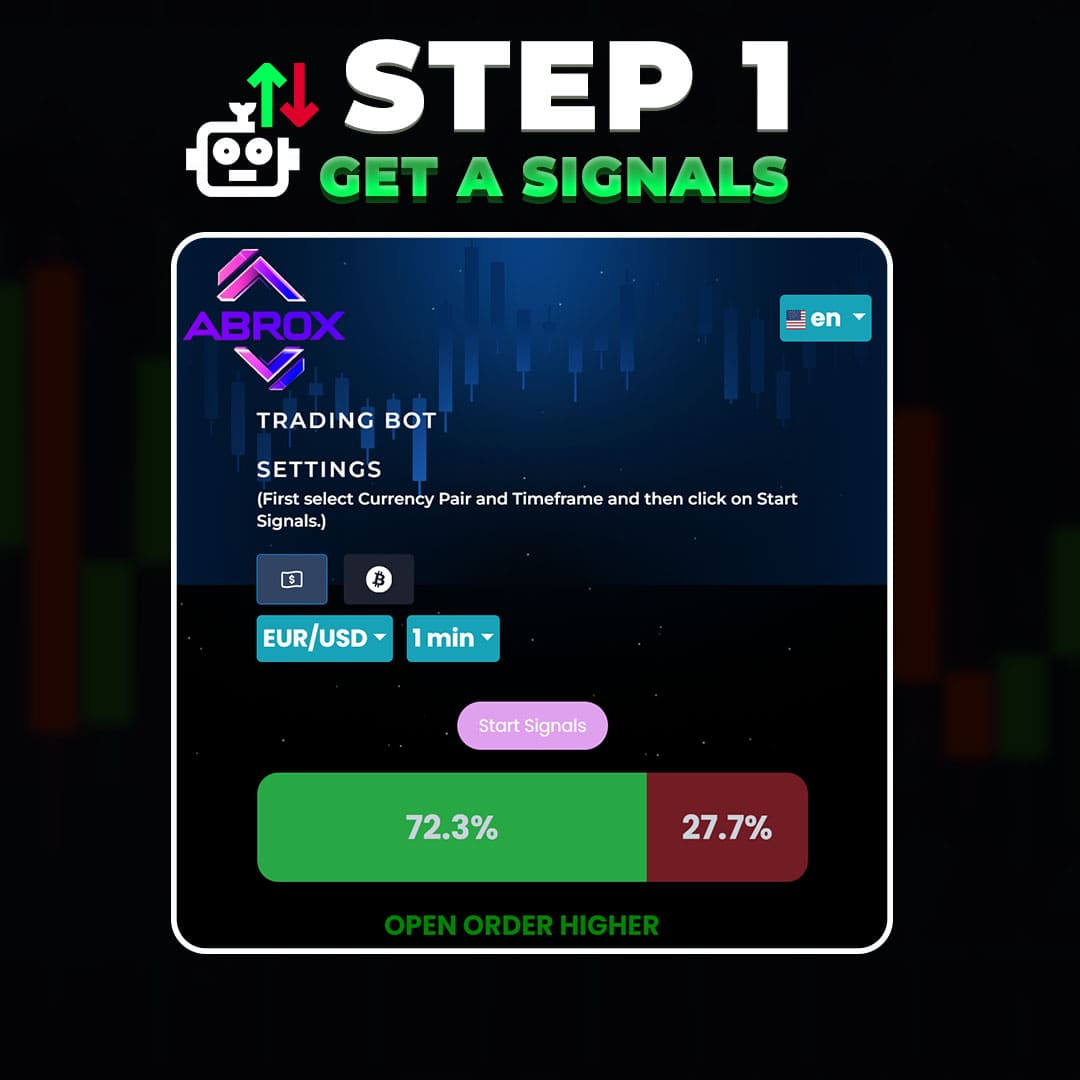 STEP 1
GET A SIGNALS
ABROX
en
TRADING BOT
SETTINGS
(First select Currency Pair and Timeframe and then click on Start
Signals.)
$
EUR/USD
1 min
Start Signals
72.3%
27.7%
OPEN ORDER HIGHER